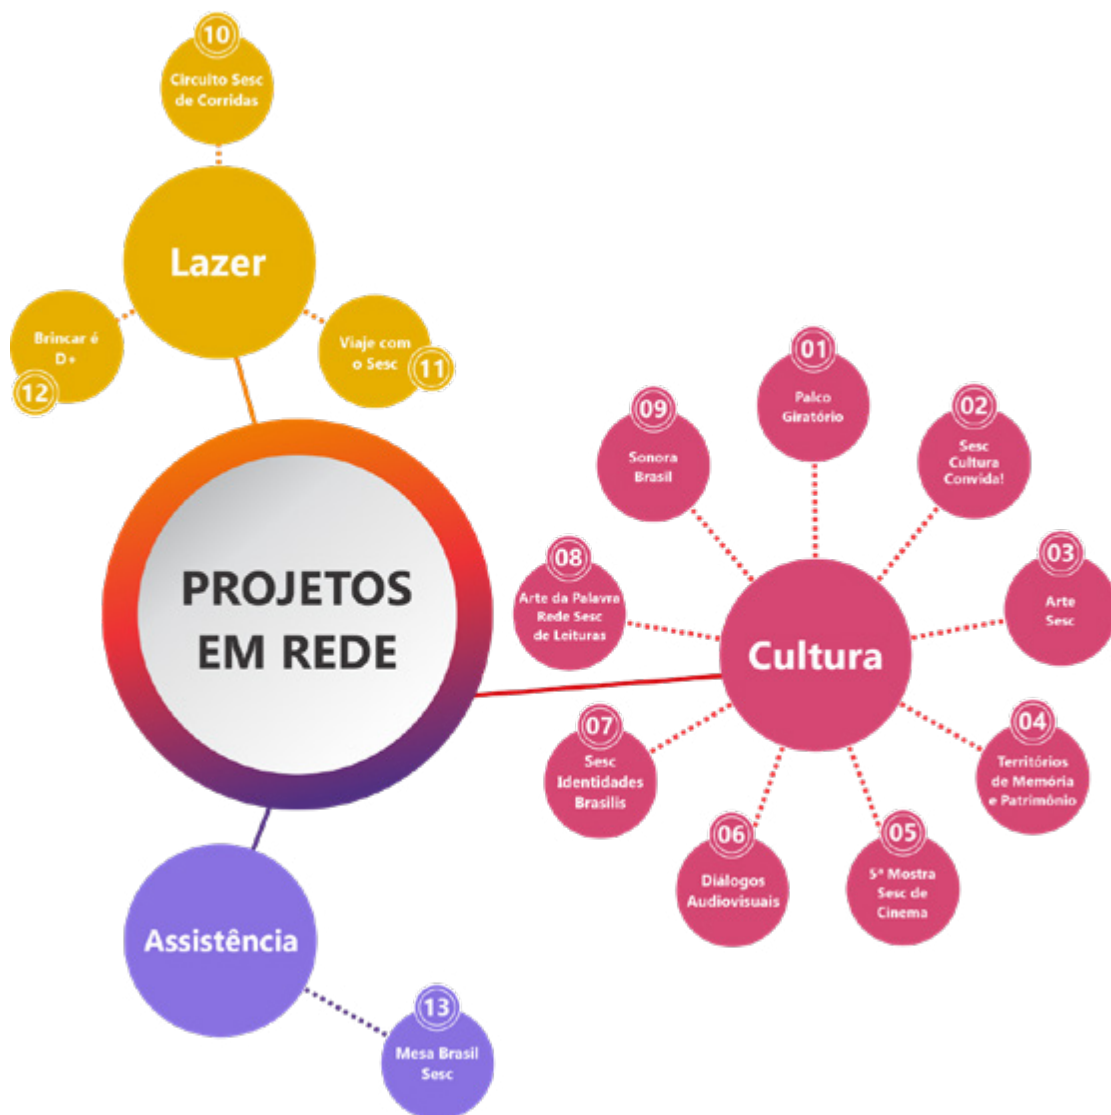 PROJETOS
EM REDE
Lazer
10
Circuito Sesc
de Corridas
11
Viaje com
o Sesc
12
Brincar é
D+
Cultura
01
Palco
Giratório
02
Sesc
Cultura
Convida!
03
Arte
Sesc
04
Territórios
de Memória
e Patrimônio
05
5ª Mostra
Sesc de
Cinema
06
Diálogos
Audiovisuais
07
Sesc
Identidades
Brasilis
08
Arte da Palavra
Rede Sesc
de Leituras
09
Sonora
Brasil
Assistência
13
Mesa Brasil
Sesc